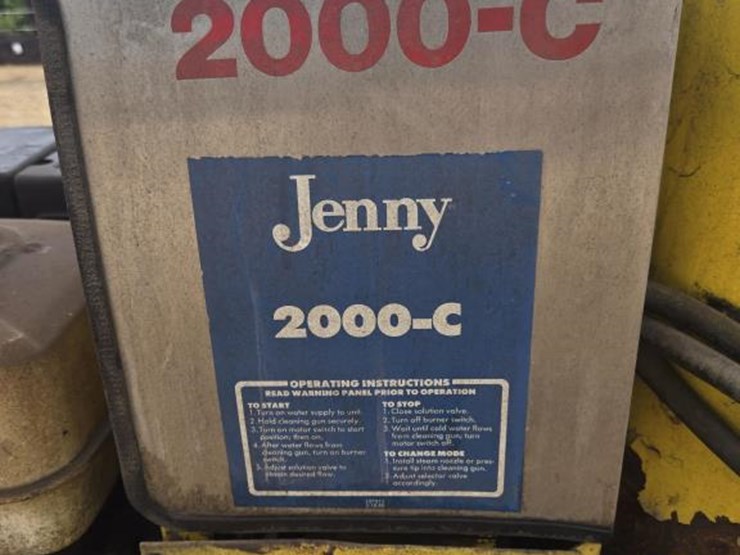 2000-C
Jenny
2000-C
OPERATING INSTRUCTIONS
READ WARNING PANEL PRIOR TO OPERATION
TO START
1. Turn on water supply to unit.
2. Hold cleaning gun securely.
3. Turn on motor switch to start
position; then on.
4. After water flows from
cleaning gun, turn on burner
switch.
5. Adjust solution valve to
obtain desired flow.
TO STOP
1. Close solution valve.
2. Turn off burner switch.
3. Wait until cold water flows
from cleaning gun; turn
motor switch off.
TO CHANGE MODE
1. Install steam nozzle or pres-
sure tip into cleaning gun.
2. Adjust selector valve
accordingly.